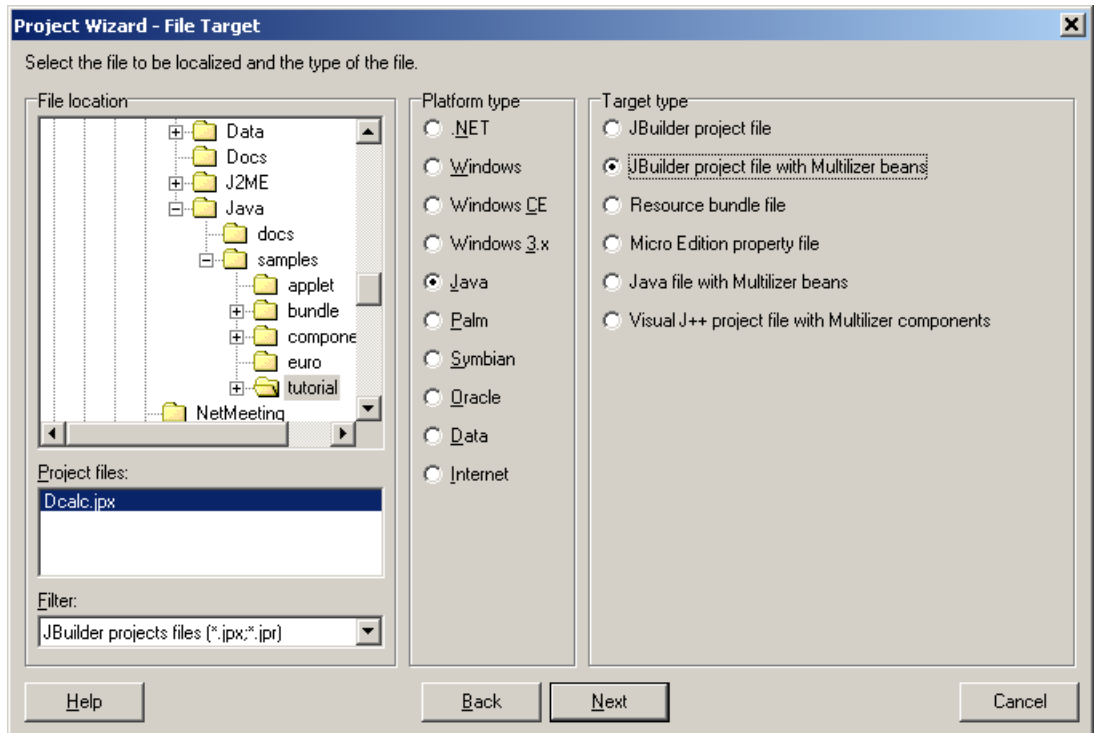 Project Wizard - File Target
Select the file to be localized and the type of the file.
File location
Data
Docs
J2ME
Java
docs
samples
applet
bundle
compone
euro
tutorial
NetMeeting
Project files:
Dcalc.jpx
Filter:
JBuilder projects files (*.jpx;*.jpr)
Platform type
.NET
Windows
Windows CE
Windows 3.x
Java
Palm
Symbian
Oracle
Data
Internet
Target type
JBuilder project file
JBuilder project file with Multilizer beans
Resource bundle file
Micro Edition property file
Java file with Multilizer beans
Visual J++ project file with Multilizer components
Help
Back
Next
Cancel